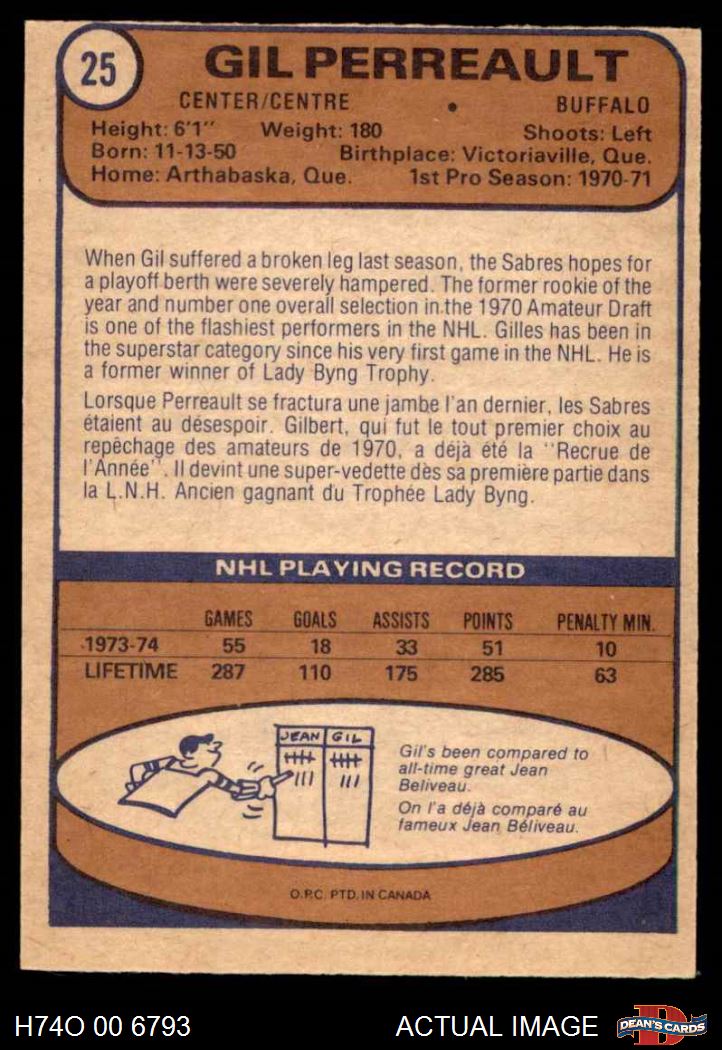 25
GIL PERREAULT
CENTER/CENTRE • BUFFALO
Height: 6'1" Weight: 180 Shoots: Left
Born: 11-13-50 Birthplace: Victoriaville, Que.
Home: Arthabaska, Que. 1st Pro Season: 1970-71
When Gil suffered a broken leg last season, the Sabres hopes for
a playoff berth were severely hampered. The former rookie of the
year and number one overall selection in the 1970 Amateur Draft
is one of the flashiest performers in the NHL. Gilles has been in
the superstar category since his very first game in the NHL. He is
a former winner of Lady Byng Trophy.
Lorsque Perreault se fractura une jambe l'an dernier, les Sabres
étaient au désespoir. Gilbert, qui fut le tout premier choix au
repêchage des amateurs de 1970, a déjà été la "Recrue de
l'Année". Il devint une super-vedette dès sa première partie dans
la L.N.H. Ancien gagnant du Trophée Lady Byng.
NHL PLAYING RECORD
GAMES GOALS ASSISTS POINTS PENALTY MIN.
1973-74 55 18 33 51 10
LIFETIME 287 110 175 285 63
JEAN GIL
Gil's been compared to
all-time great Jean
Beliveau.
On l'a déjà comparé au
fameux Jean Béliveau.
O.P.C. PTD. IN CANADA
H74O 00 6793 ACTUAL IMAGE
D
DEAN'S CARDS